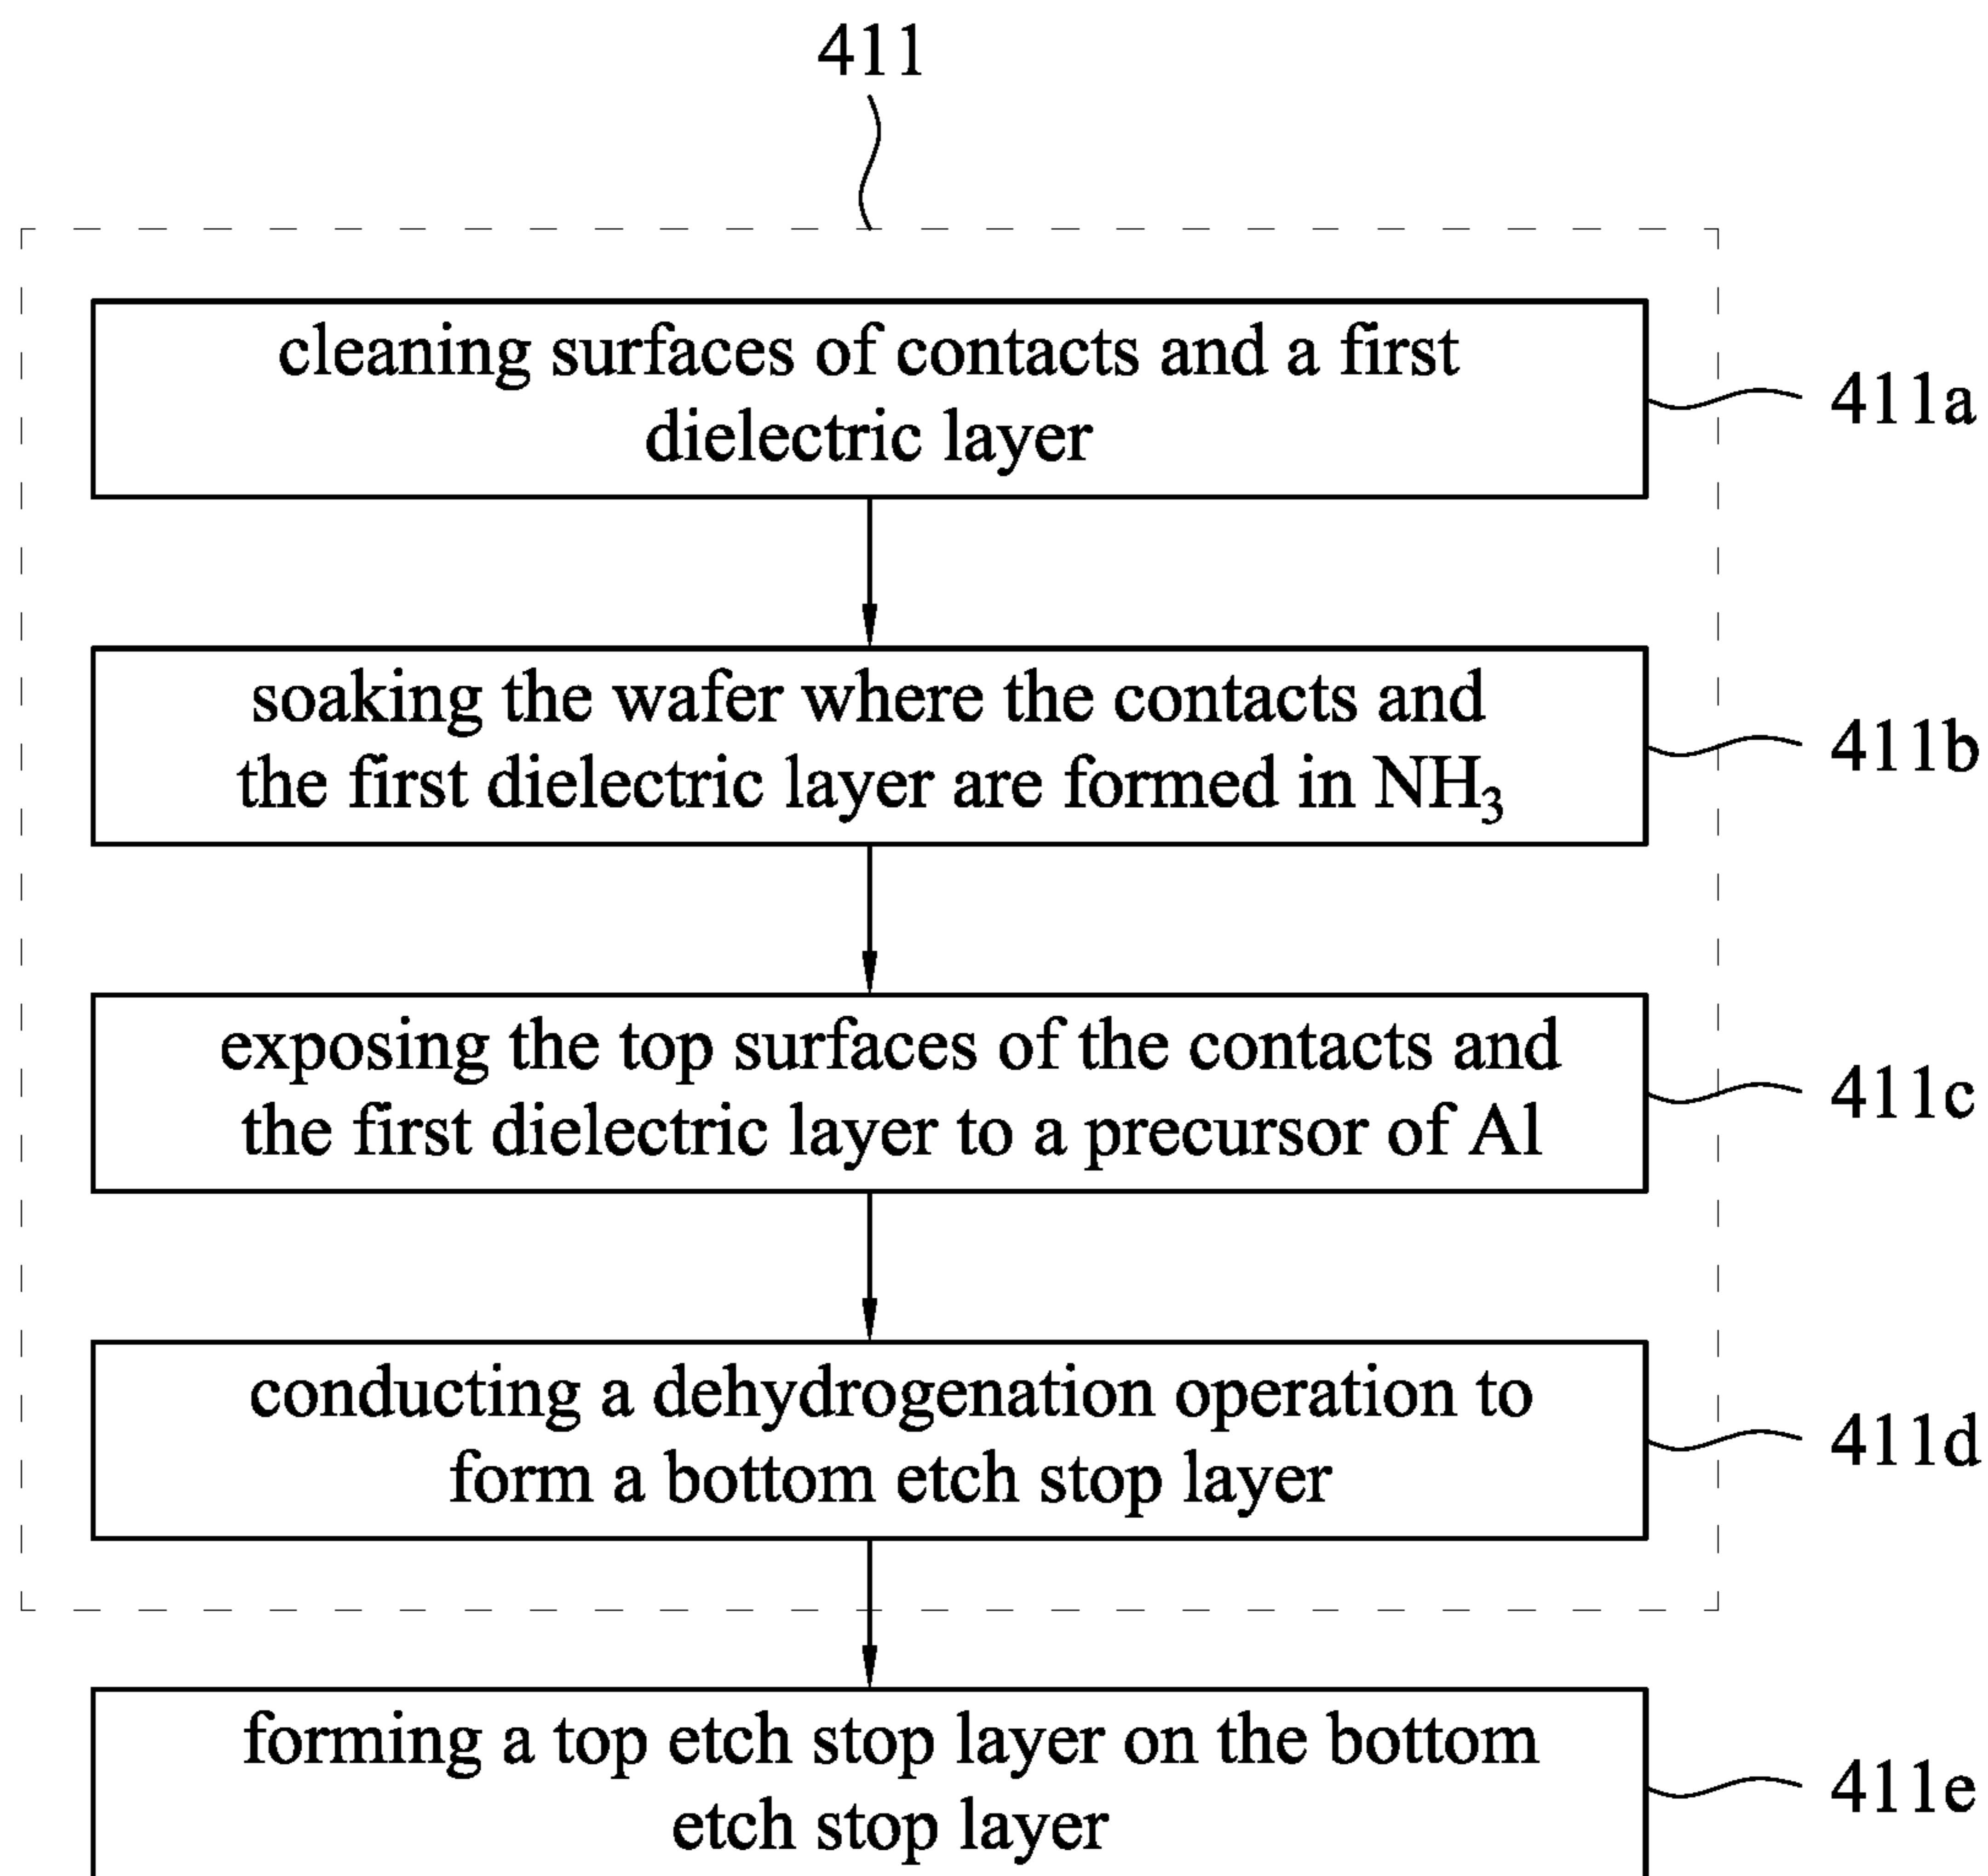 411
cleaning surfaces of contacts and a first
dielectric layer
411a
soaking the wafer where the contacts and
the first dielectric layer are formed in NH₃
411b
exposing the top surfaces of the contacts and
the first dielectric layer to a precursor of Al
411c
conducting a dehydrogenation operation to
form a bottom etch stop layer
411d
forming a top etch stop layer on the bottom
etch stop layer
411e